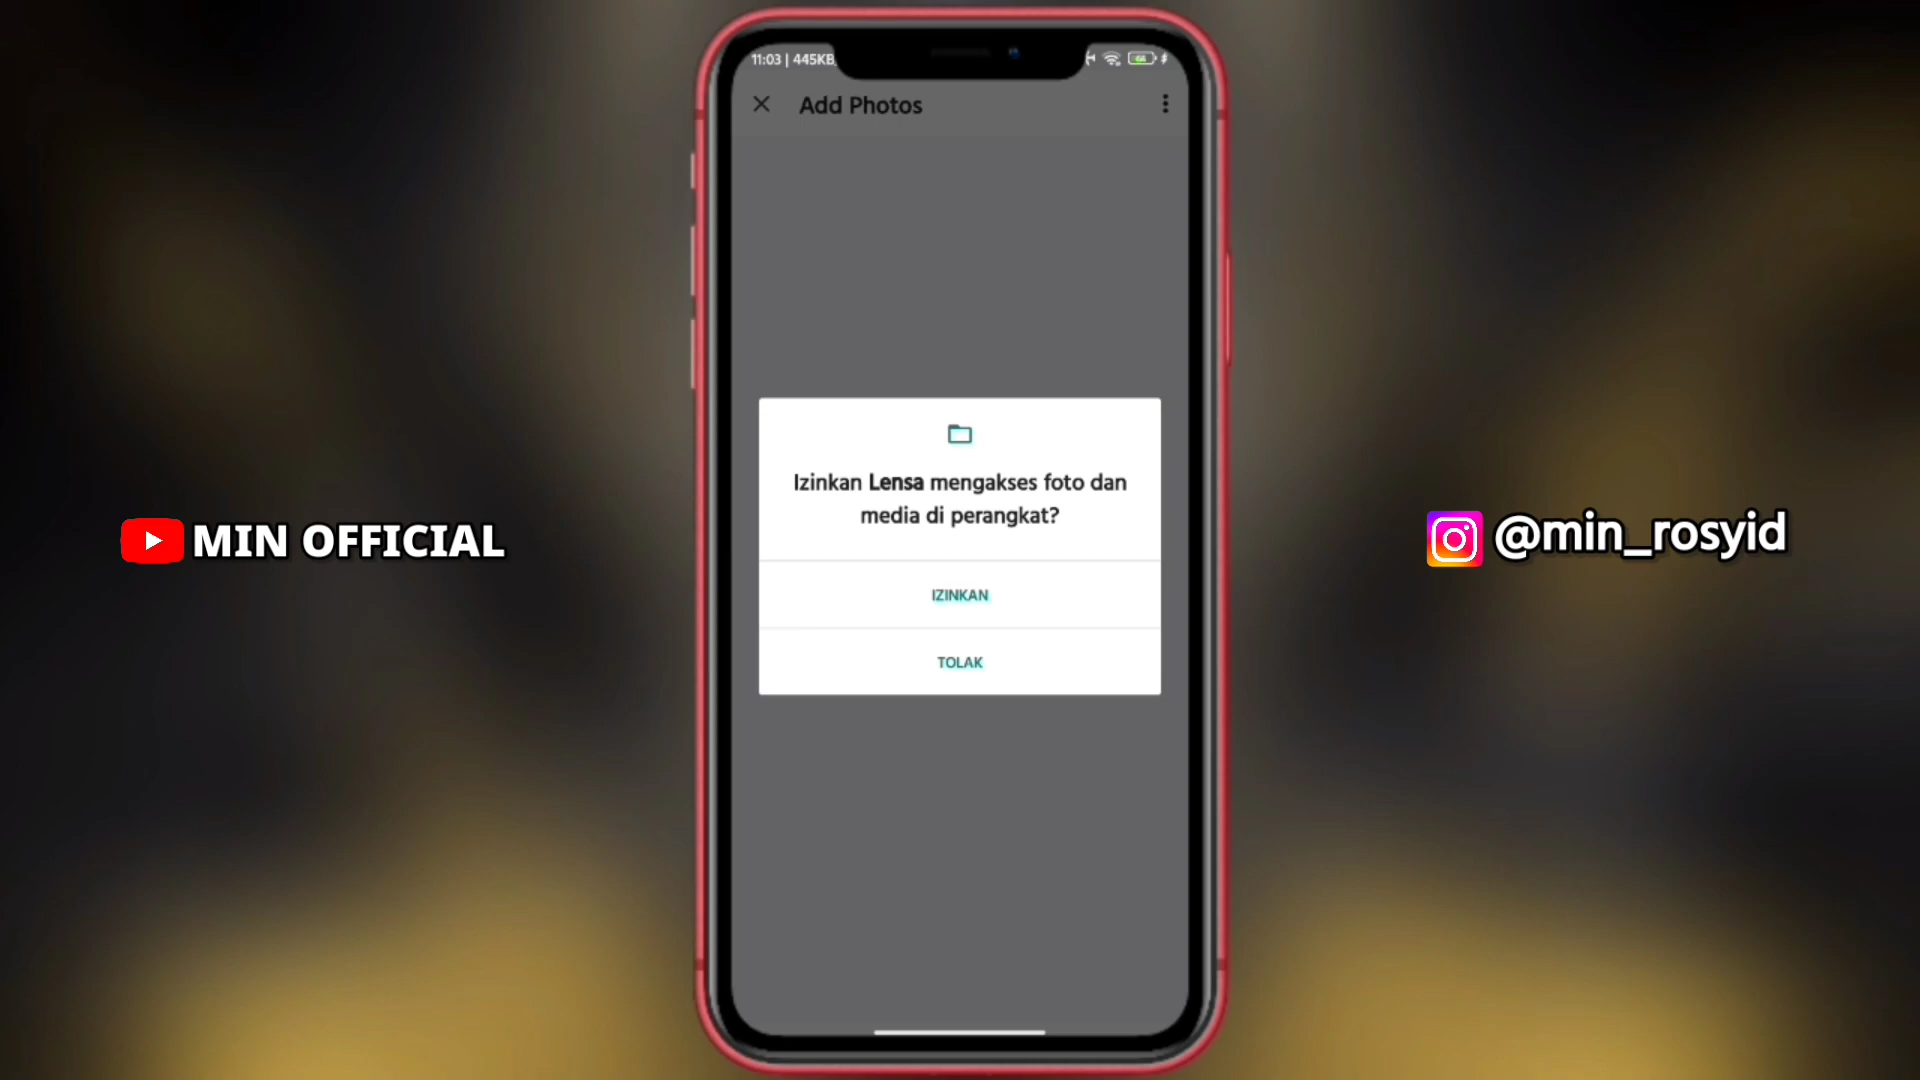 11:03 | 445KB
Add Photos
Izinkan Lensa mengakses foto dan
media di perangkat?
IZINKAN
TOLAK
MIN OFFICIAL
@min_rosyid